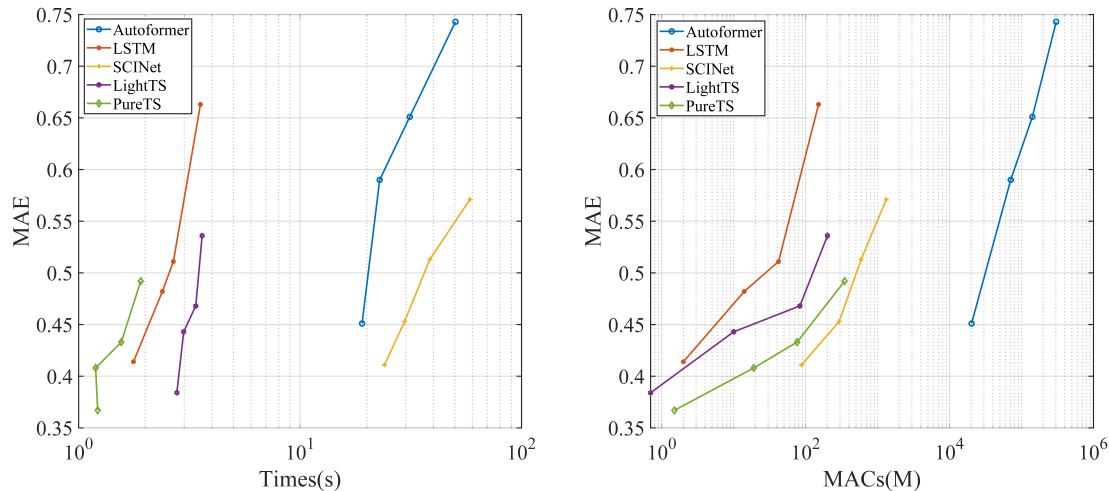 0.75
0.7
0.65
0.6
0.55
0.5
0.45
0.4
0.35
MAE
Autoformer
LSTM
SCINet
LightTS
PureTS
10^0
10^1
10^2
Times(s)
0.75
0.7
0.65
0.6
0.55
0.5
0.45
0.4
0.35
MAE
Autoformer
LSTM
SCINet
LightTS
PureTS
10^0
10^2
10^4
10^6
MACs(M)